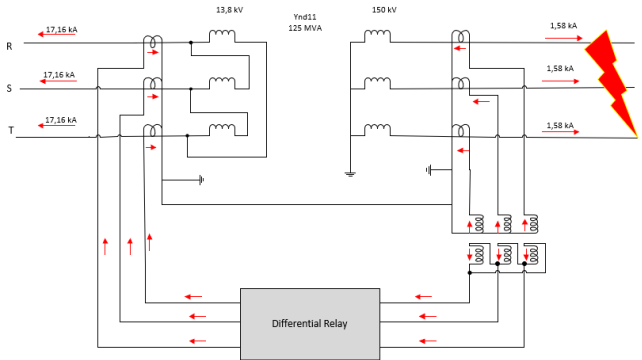 13,8 kV
Ynd11
125 MVA
150 kV
R
17,16 kA
1,58 kA
S
17,16 kA
1,58 kA
T
17,16 kA
1,58 kA
Differential Relay